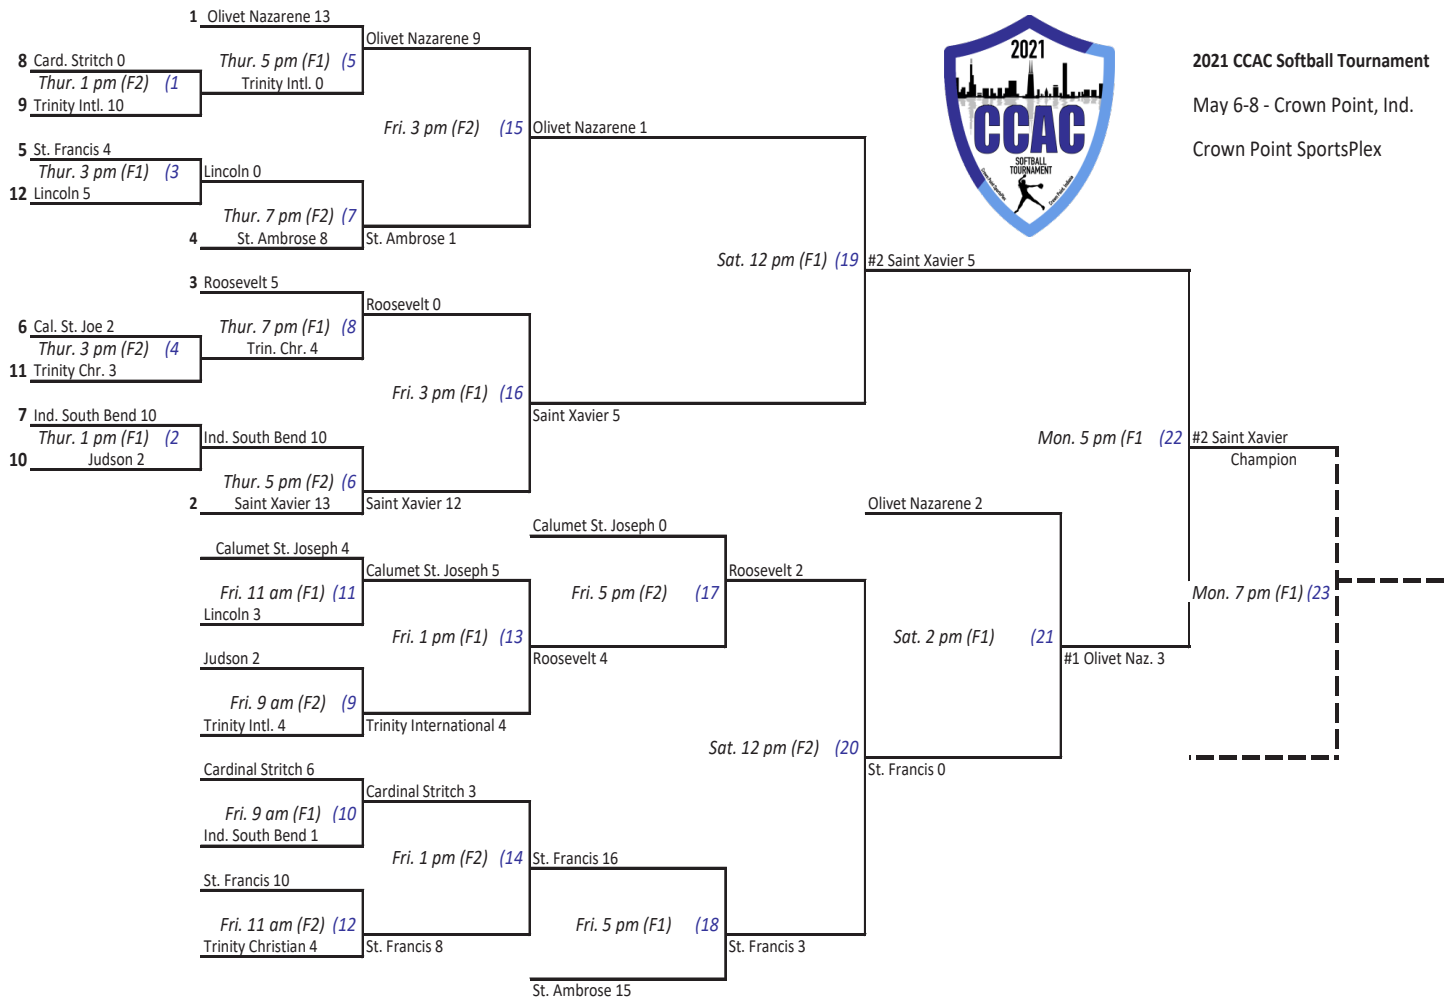 1 Olivet Nazarene 13
Olivet Nazarene 9
8 Card. Stritch 0
Thur. 5 pm (F1) (5
Thur. 1 pm (F2) (1
Trinity Intl. 0
9 Trinity Intl. 10
Fri. 3 pm (F2) (15
Olivet Nazarene 1
5 St. Francis 4
Thur. 3 pm (F1) (3
Lincoln 0
12 Lincoln 5
Thur. 7 pm (F2) (7
4 St. Ambrose 8
St. Ambrose 1
Sat. 12 pm (F1) (19
#2 Saint Xavier 5
3 Roosevelt 5
Roosevelt 0
6 Cal. St. Joe 2
Thur. 7 pm (F1) (8
Thur. 3 pm (F2) (4
Trin. Chr. 4
11 Trinity Chr. 3
Fri. 3 pm (F1) (16
Saint Xavier 5
7 Ind. South Bend 10
Thur. 1 pm (F1) (2
Ind. South Bend 10
10 Judson 2
Thur. 5 pm (F2) (6
2 Saint Xavier 13
Saint Xavier 12
Mon. 5 pm (F1 (22
#2 Saint Xavier
Champion
Olivet Nazarene 2
Calumet St. Joseph 0
Calumet St. Joseph 4
Calumet St. Joseph 5
Roosevelt 2
Fri. 11 am (F1) (11
Fri. 5 pm (F2) (17
Mon. 7 pm (F1) (23
Lincoln 3
Fri. 1 pm (F1) (13
Sat. 2 pm (F1) (21
Judson 2
Roosevelt 4
#1 Olivet Naz. 3
Fri. 9 am (F2) (9
Trinity Intl. 4
Trinity International 4
Sat. 12 pm (F2) (20
Cardinal Stritch 6
St. Francis 0
Cardinal Stritch 3
Fri. 9 am (F1) (10
Ind. South Bend 1
Fri. 1 pm (F2) (14
St. Francis 16
St. Francis 10
Fri. 11 am (F2) (12
Fri. 5 pm (F1) (18
Trinity Christian 4
St. Francis 8
St. Francis 3
St. Ambrose 15
2021
CCAC
SOFTBALL
TOURNAMENT
Crown Point SportsPlex
Crown Point, Indiana
2021 CCAC Softball Tournament
May 6-8 - Crown Point, Ind.
Crown Point SportsPlex